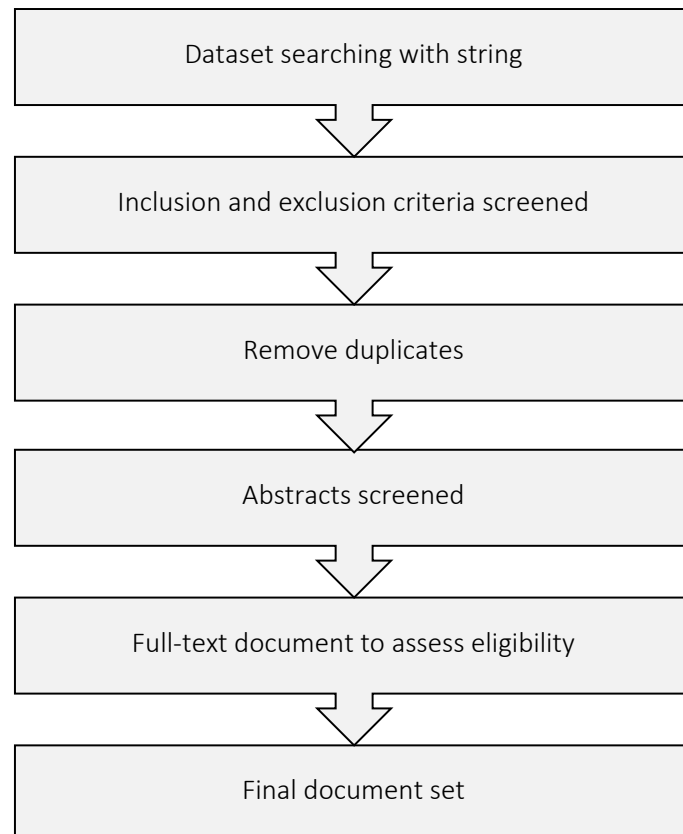 Dataset searching with string
Inclusion and exclusion criteria screened
Remove duplicates
Abstracts screened
Full-text document to assess eligibility
Final document set